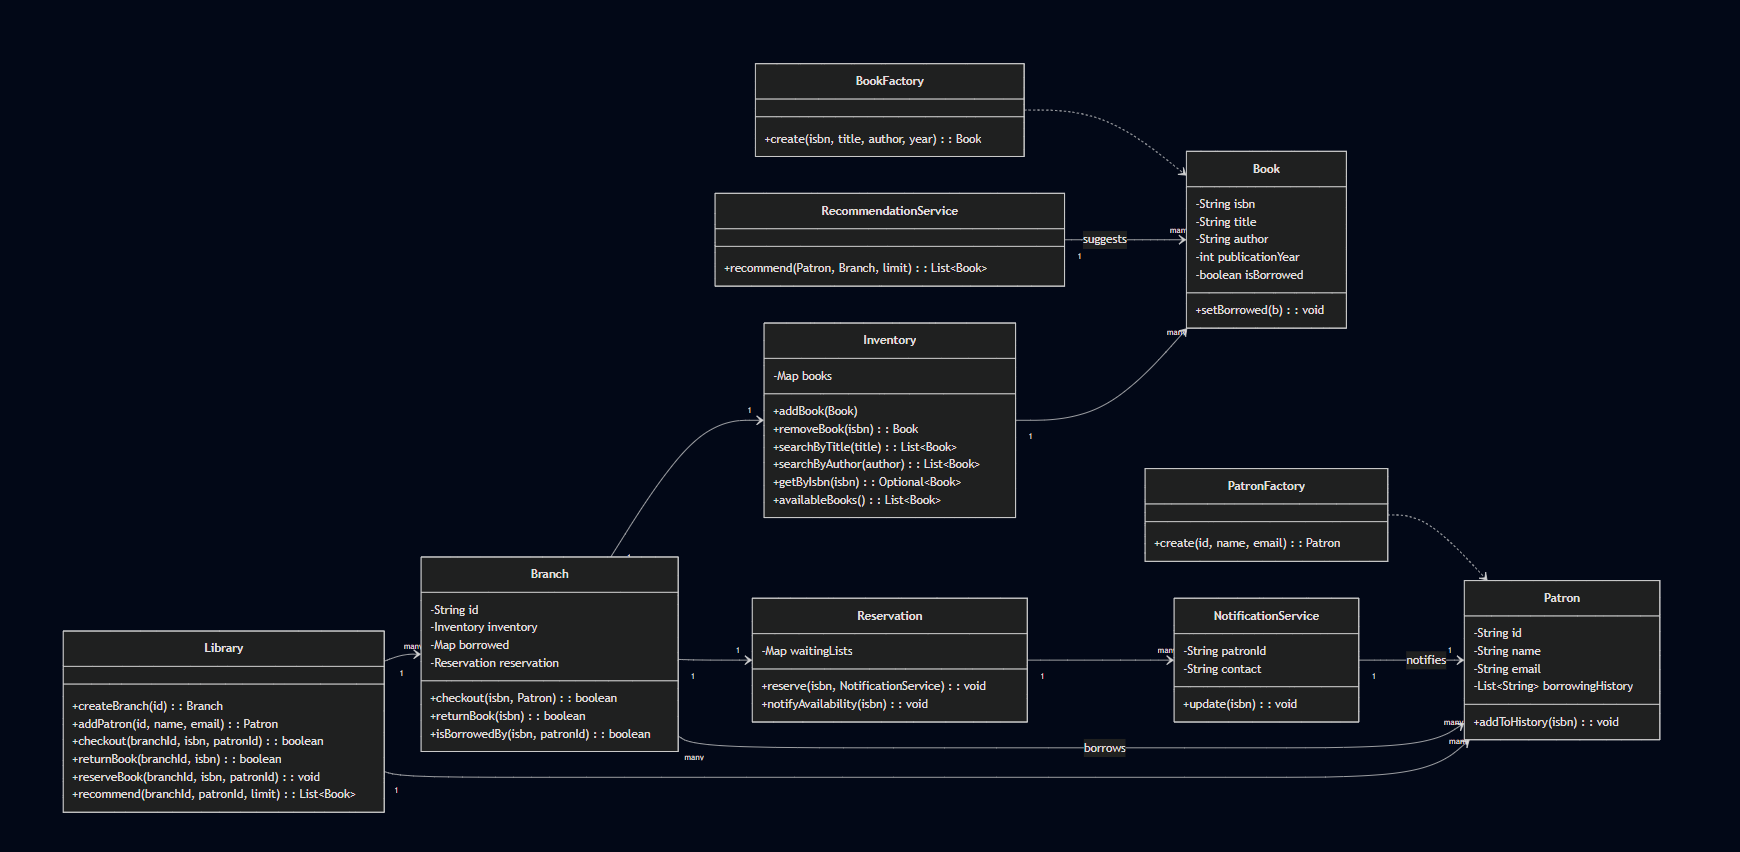 BookFactory
+create(isbn, title, author, year) : : Book
Book
-String isbn
-String title
-String author
-int publicationYear
-boolean isBorrowed
+setBorrowed(b) : : void
RecommendationService
+recommend(Patron, Branch, limit) : : List<Book>
suggests
many
1
Inventory
-Map books
+addBook(Book)
+removeBook(isbn) : : Book
+searchByTitle(title) : : List<Book>
+searchByAuthor(author) : : List<Book>
+getByIsbn(isbn) : : Optional<Book>
+availableBooks() : : List<Book>
many
1
1
1
PatronFactory
+create(id, name, email) : : Patron
Branch
-String id
-Inventory inventory
-Map borrowed
-Reservation reservation
+checkout(isbn, Patron) : : boolean
+returnBook(isbn) : : boolean
+isBorrowedBy(isbn, patronId) : : boolean
Reservation
-Map waitingLists
+reserve(isbn, NotificationService) : : void
+notifyAvailability(isbn) : : void
1
1
NotificationService
-String patronId
-String contact
+update(isbn) : : void
many
1
Patron
-String id
-String name
-String email
-List<String> borrowingHistory
+addToHistory(isbn) : : void
notifies
1
1
Library
+createBranch(id) : : Branch
+addPatron(id, name, email) : : Patron
+checkout(branchId, isbn, patronId) : : boolean
+returnBook(branchId, isbn) : : boolean
+reserveBook(branchId, isbn, patronId) : : void
+recommend(branchId, patronId, limit) : : List<Book>
many
1
borrows
many
many
many
1